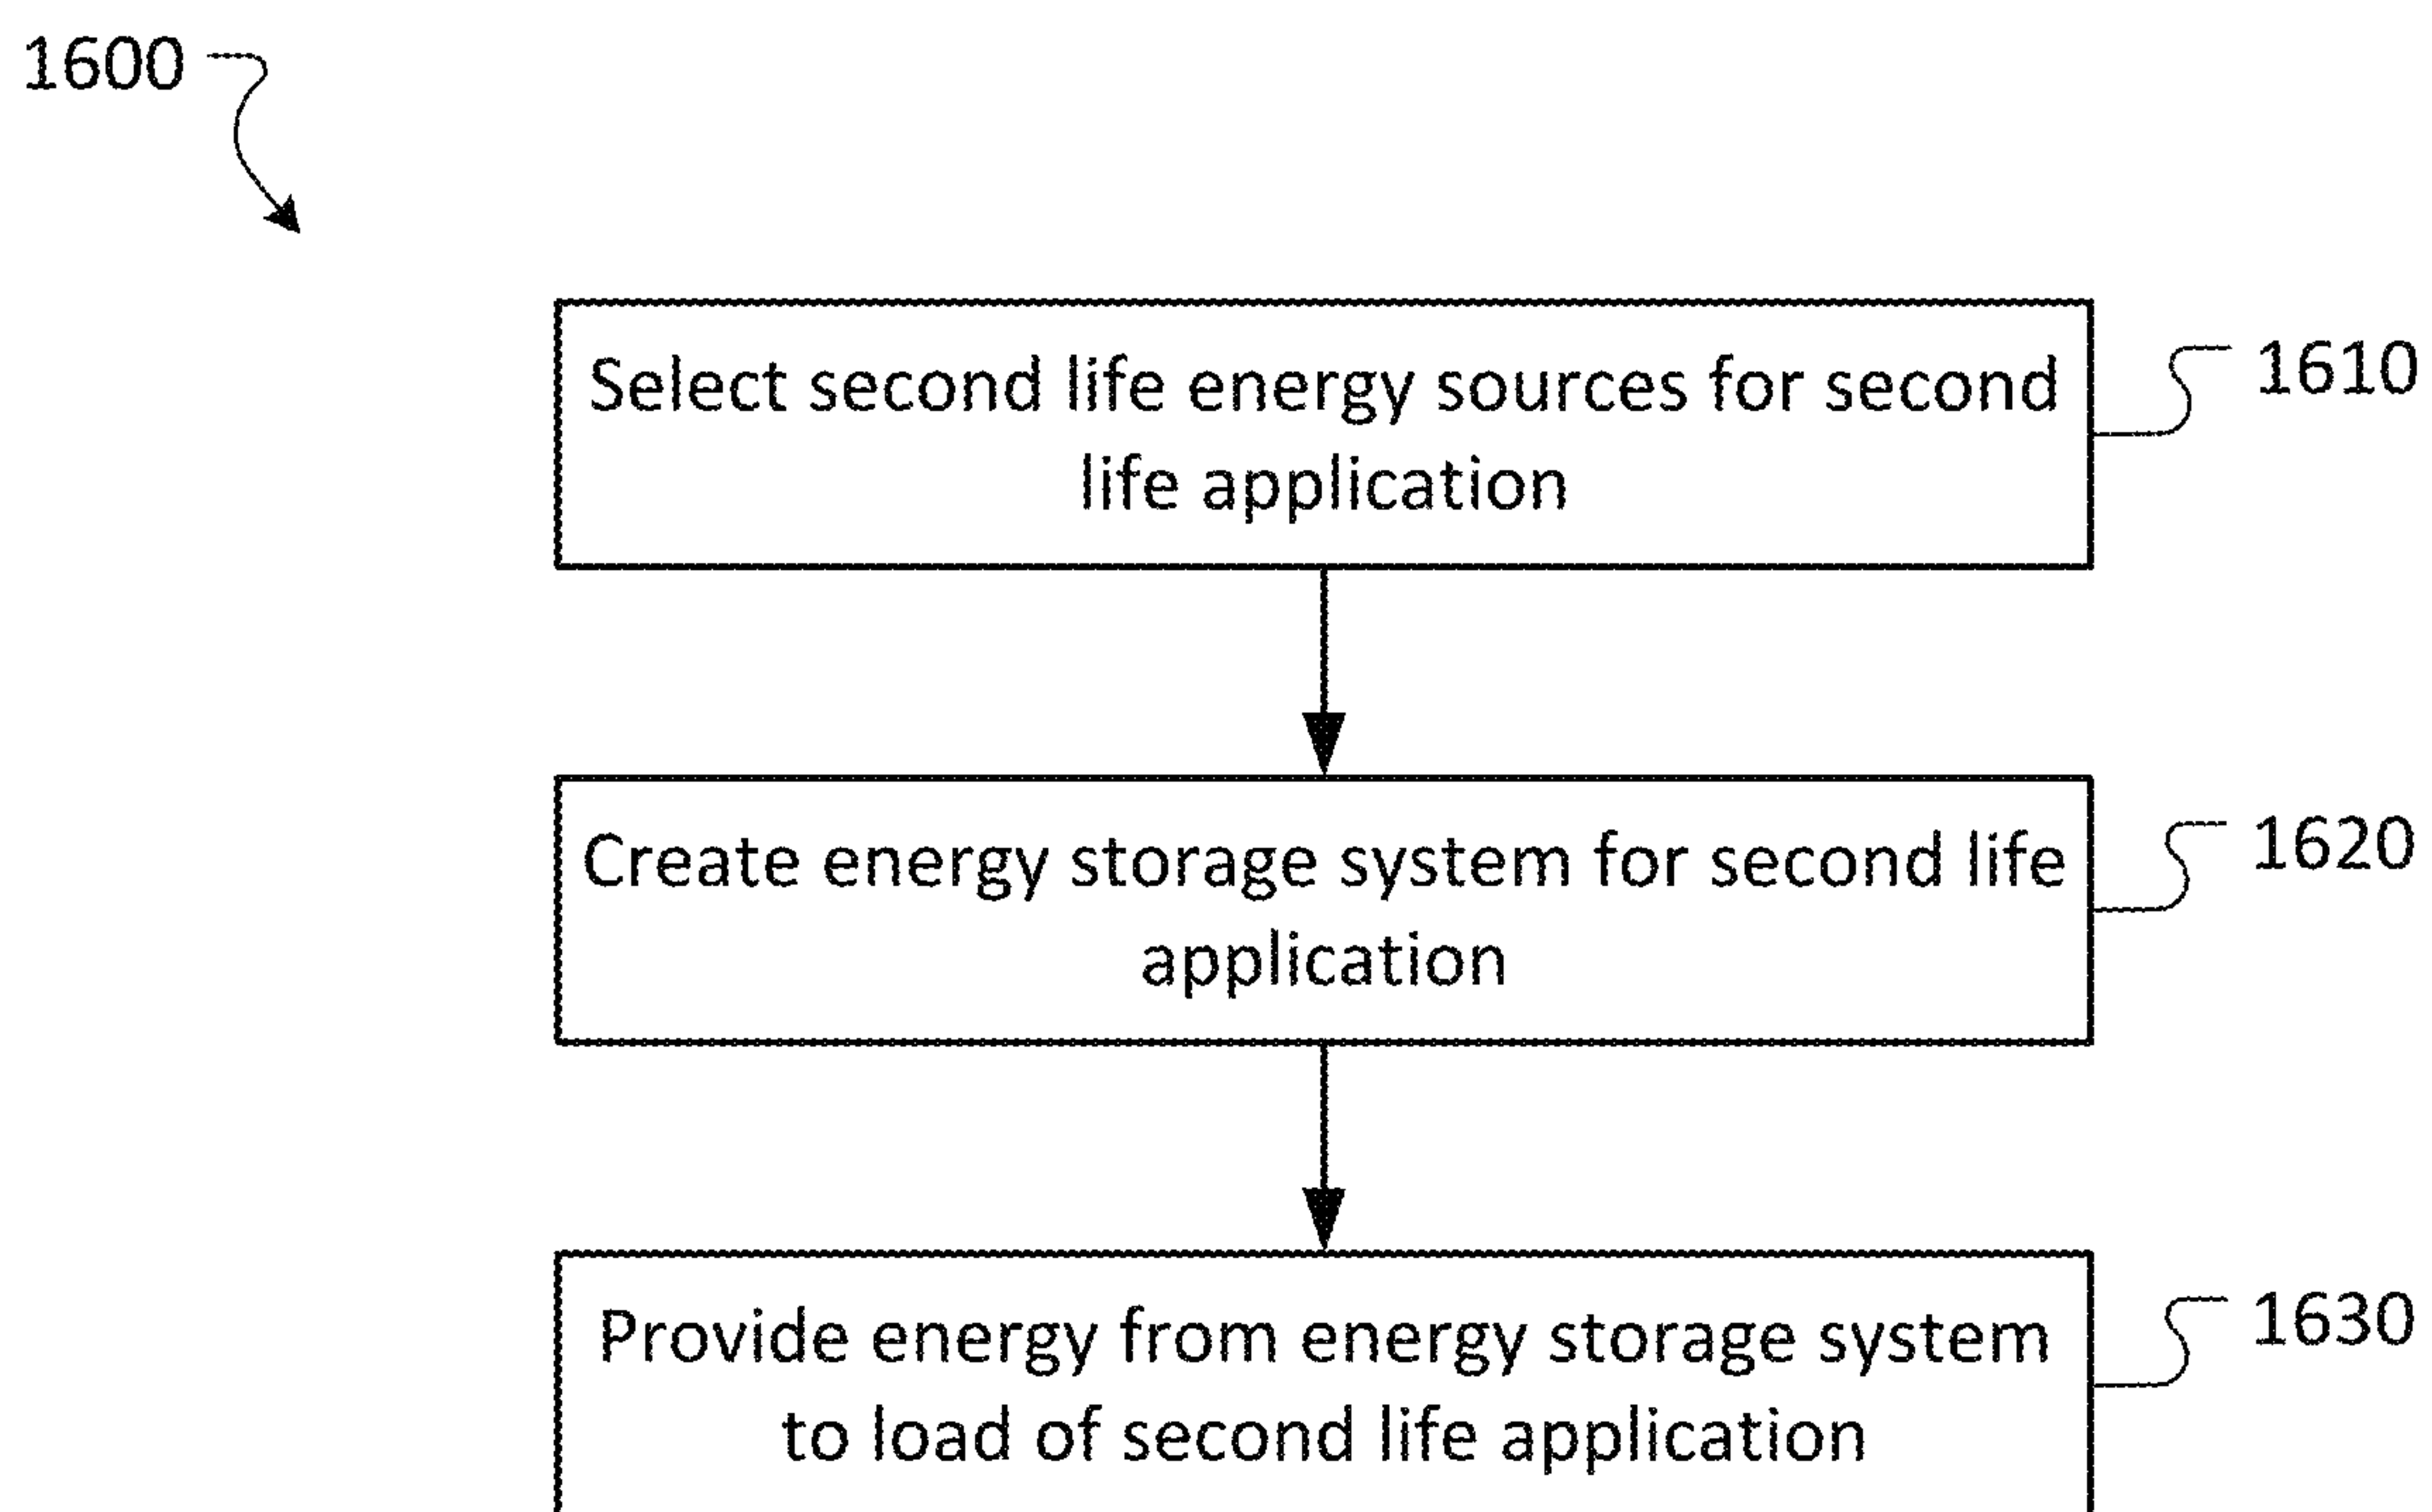 1600
Select second life energy sources for second
life application
1610
Create energy storage system for second life
application
1620
Provide energy from energy storage system
to load of second life application
1630